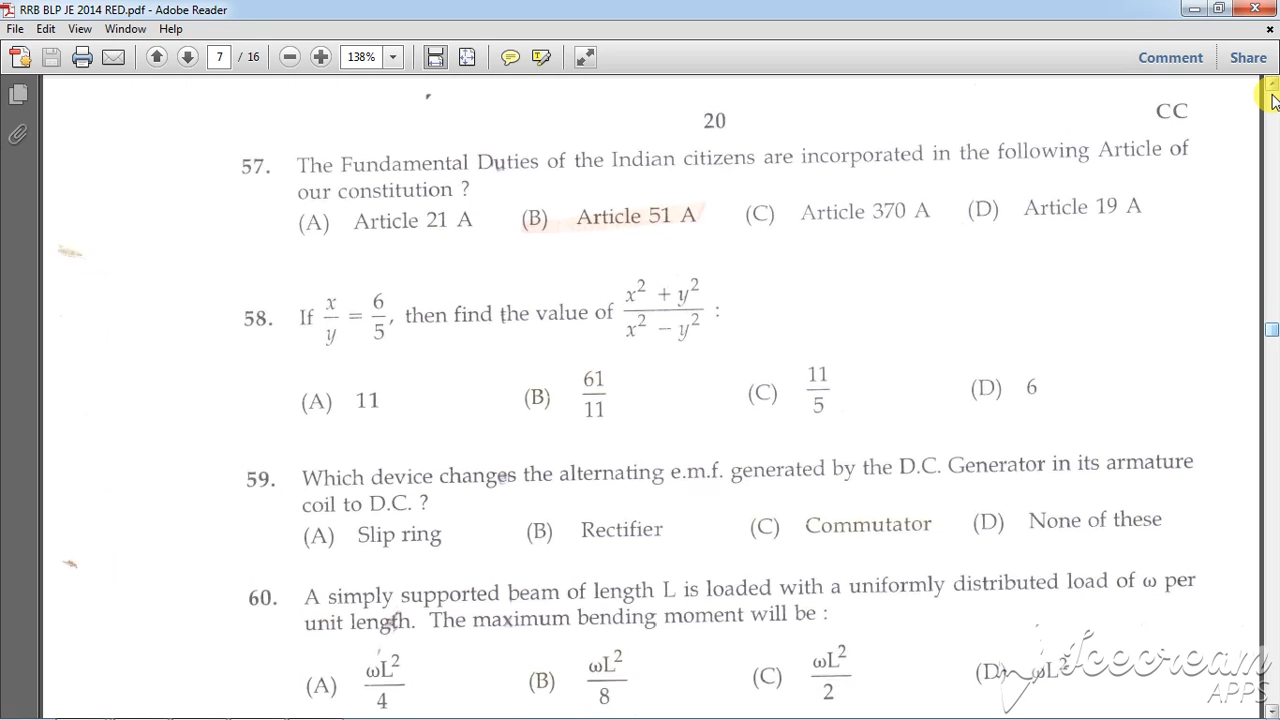 RRB BLP JE 2014 RED.pdf - Adobe Reader
File Edit View Window Help
7 / 16 138% Comment Share
20 CC
57. The Fundamental Duties of the Indian citizens are incorporated in the following Article of
our constitution ?
(A) Article 21 A (B) Article 51 A (C) Article 370 A (D) Article 19 A
58. If x/y = 6/5, then find the value of (x² + y²)/(x² − y²) :
(A) 11 (B) 61/11 (C) 11/5 (D) 6
59. Which device changes the alternating e.m.f. generated by the D.C. Generator in its armature
coil to D.C. ?
(A) Slip ring (B) Rectifier (C) Commutator (D) None of these
60. A simply supported beam of length L is loaded with a uniformly distributed load of ω per
unit length. The maximum bending moment will be :
(A) ωL²/4 (B) ωL²/8 (C) ωL²/2 (D) ωL²
Icecream
APPS